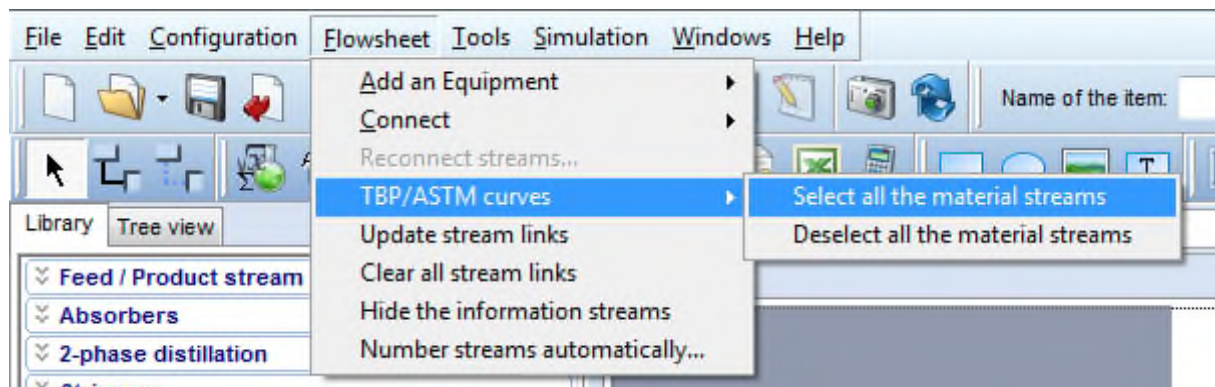 File Edit Configuration Flowsheet Tools Simulation Windows Help
Name of the item:
Add an Equipment
Connect
Reconnect streams...
TBP/ASTM curves
Select all the material streams
Deselect all the material streams
Update stream links
Clear all stream links
Hide the information streams
Number streams automatically...
Library Tree view
Feed / Product stream
Absorbers
2-phase distillation